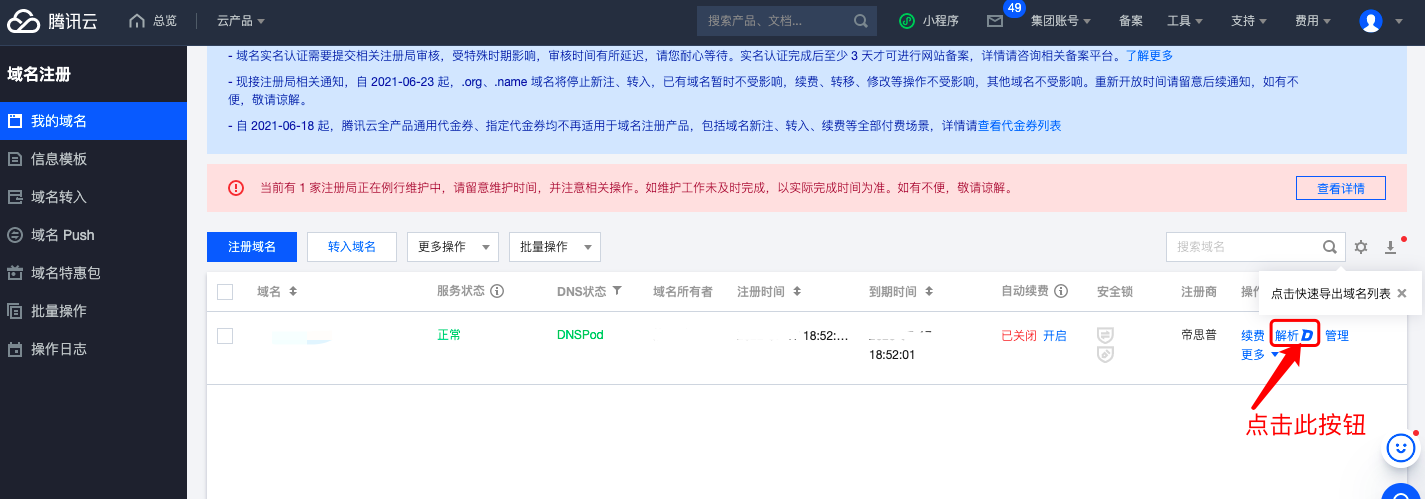 腾讯云
总览
云产品
搜索产品、文档...
小程序
49
集团账号
备案
工具
支持
费用
域名注册
我的域名
信息模板
域名转入
域名 Push
域名特惠包
批量操作
操作日志
- 域名实名认证需要提交相关注册局审核，受特殊时期影响，审核时间有所延迟，请您耐心等待。实名认证完成后至少 3 天才可进行网站备案，详情请咨询相关备案平台。了解更多
- 现接注册局相关通知，自 2021-06-23 起，.org、.name 域名将停止新注、转入，已有域名暂时不受影响，续费、转移、修改等操作不受影响，其他域名不受影响。重新开放时间请留意后续通知，如有不
便，敬请谅解。
- 自 2021-06-18 起，腾讯云全产品通用代金券、指定代金券均不再适用于域名注册产品，包括域名新注、转入、续费等全部付费场景，详情请查看代金券列表
当前有 1 家注册局正在例行维护中，请留意维护时间，并注意相关操作。如维护工作未及时完成，以实际完成时间为准。如有不便，敬请谅解。
查看详情
注册域名
转入域名
更多操作
批量操作
搜索域名
点击快速导出域名列表
域名
服务状态
DNS状态
域名所有者
注册时间
到期时间
自动续费
安全锁
注册商
操
正常
DNSPod
18:52:...
18:52:01
已关闭 开启
帝思普
续费 解析 管理
更多
点击此按钮